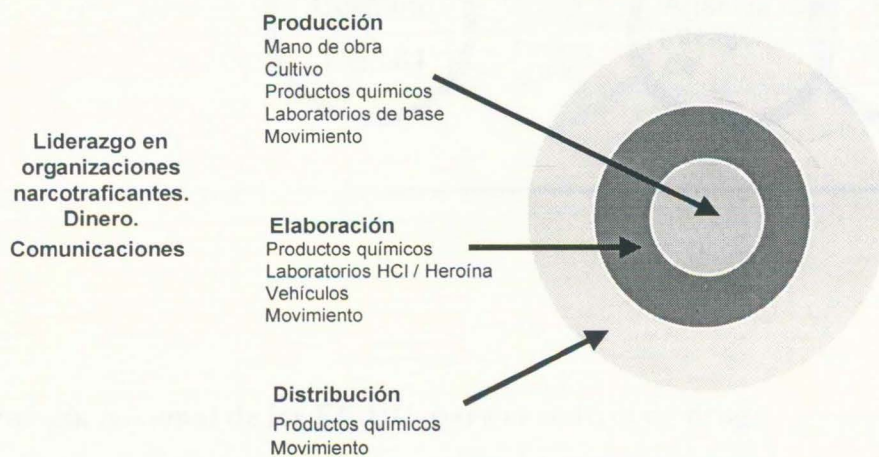 Producción
Mano de obra
Cultivo
Productos químicos
Laboratorios de base
Movimiento
Liderazgo en
organizaciones
narcotraficantes.
Dinero.
Comunicaciones
Elaboración
Productos químicos
Laboratorios HCl / Heroína
Vehículos
Movimiento
Distribución
Productos químicos
Movimiento